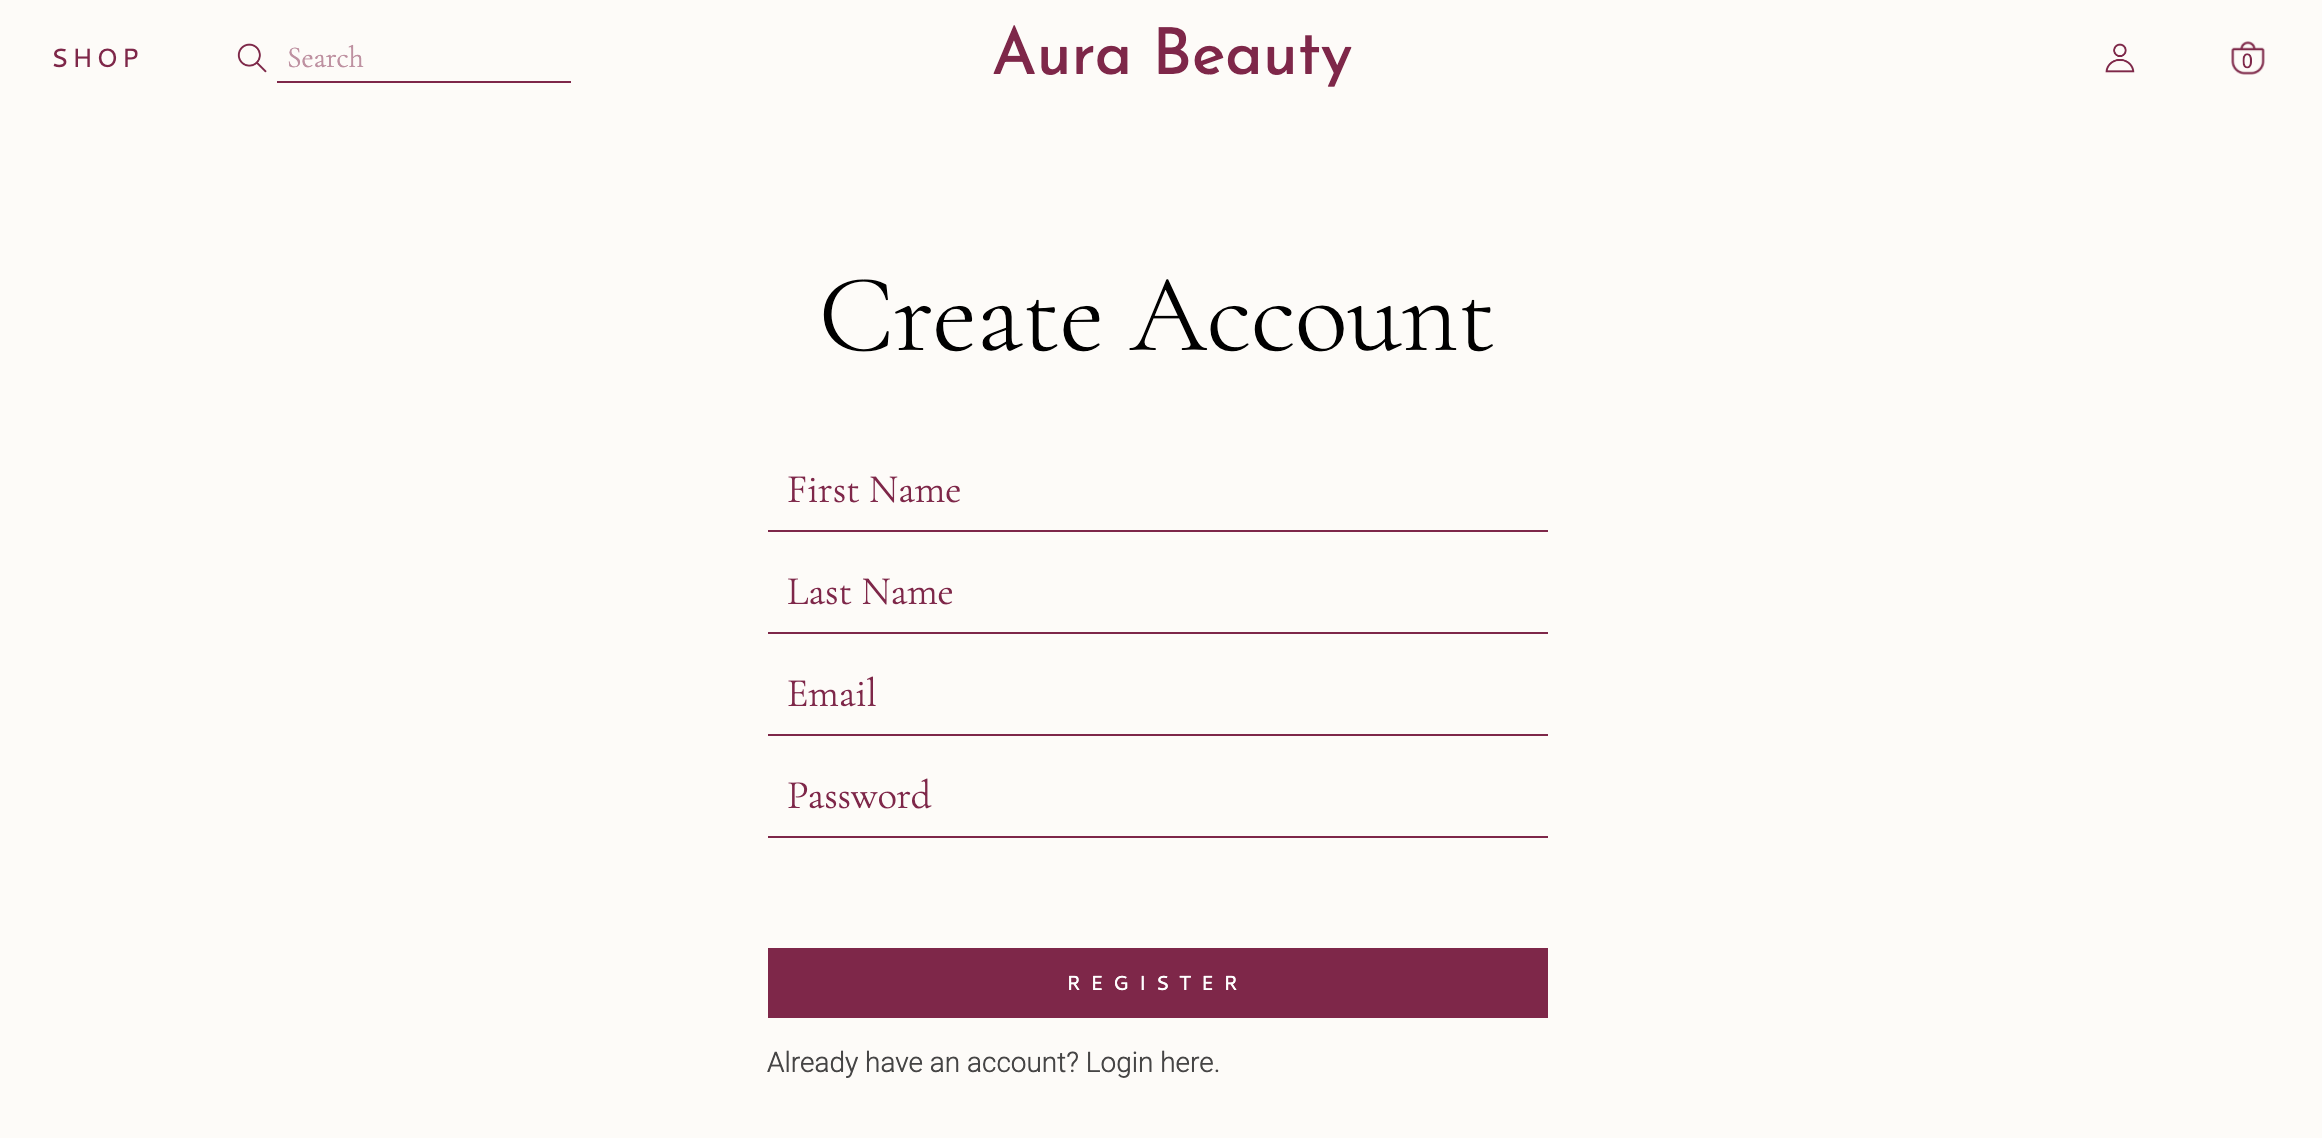 SHOP
Search
Aura Beauty
0
Create Account
First Name
Last Name
Email
Password
REGISTER
Already have an account? Login here.